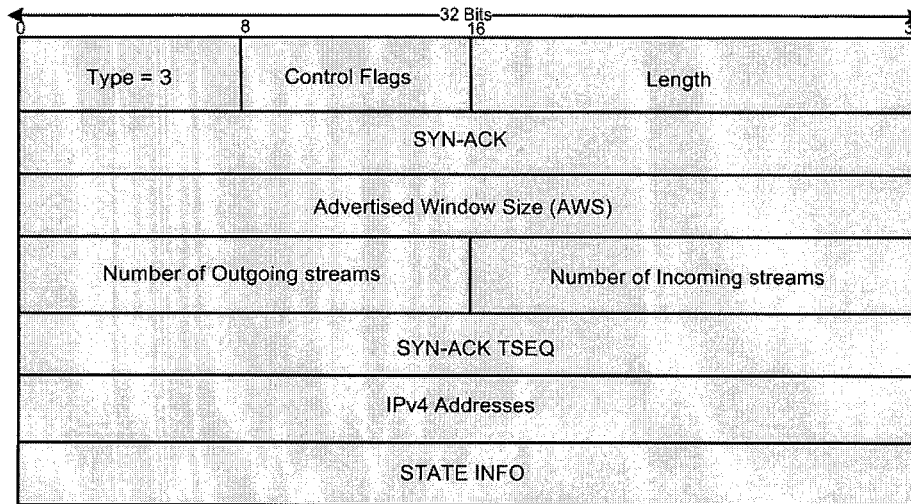 32 Bits
0 8 16 3
Type = 3 Control Flags Length
SYN-ACK
Advertised Window Size (AWS)
Number of Outgoing streams Number of Incoming streams
SYN-ACK TSEQ
IPv4 Addresses
STATE INFO